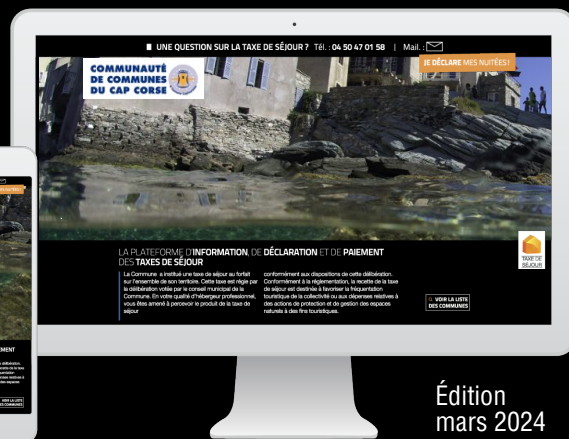 UNE QUESTION SUR LA TAXE DE SÉJOUR ? Tél. : 04 50 47 01 58 | Mail. :
JE DÉCLARE MES NUITÉES !
COMMUNAUTÉ
DE COMMUNES
DU CAP CORSE
LA PLATEFORME D'INFORMATION, DE DÉCLARATION ET DE PAIEMENT
DES TAXES DE SÉJOUR
La Commune a institué une taxe de séjour au forfait
sur l'ensemble de son territoire. Cette taxe est régie par
la délibération votée par le conseil municipal de la
Commune. En votre qualité d'hébergeur professionnel,
vous êtes amené à percevoir le produit de la taxe de
séjour
conformément aux dispositions de cette délibération.
Conformément à la réglementation, la recette de la taxe
de séjour est destinée à favoriser la fréquentation
touristique de la collectivité ou aux dépenses relatives à
des actions de protection et de gestion des espaces
naturels à des fins touristiques.
TAXE DE
SÉJOUR
VOIR LA LISTE
DES COMMUNES
VOIR LA LISTE
DES COMMUNES
Édition
mars 2024